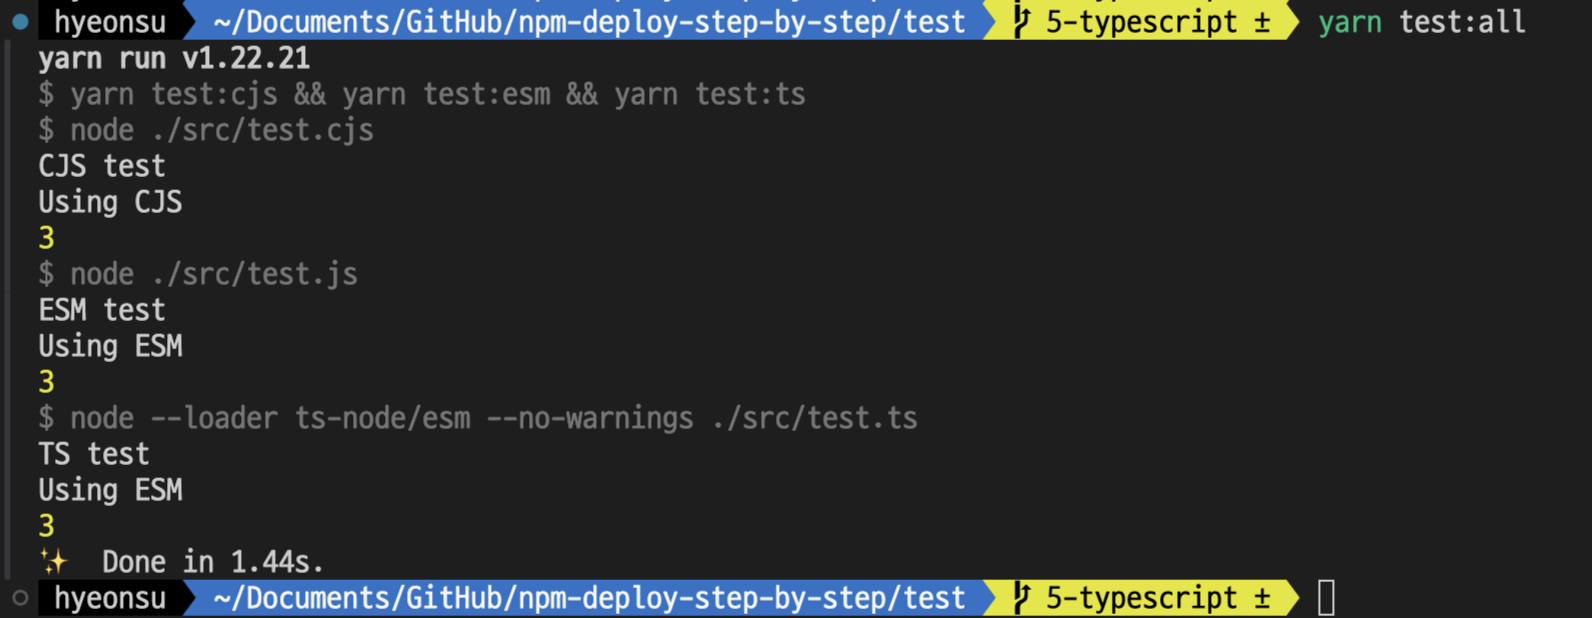 hyeonsu ~/Documents/GitHub/npm-deploy-step-by-step/test 5-typescript ± yarn test:all
yarn run v1.22.21
$ yarn test:cjs && yarn test:esm && yarn test:ts
$ node ./src/test.cjs
CJS test
Using CJS
3
$ node ./src/test.js
ESM test
Using ESM
3
$ node --loader ts-node/esm --no-warnings ./src/test.ts
TS test
Using ESM
3
✨ Done in 1.44s.
hyeonsu ~/Documents/GitHub/npm-deploy-step-by-step/test 5-typescript ±